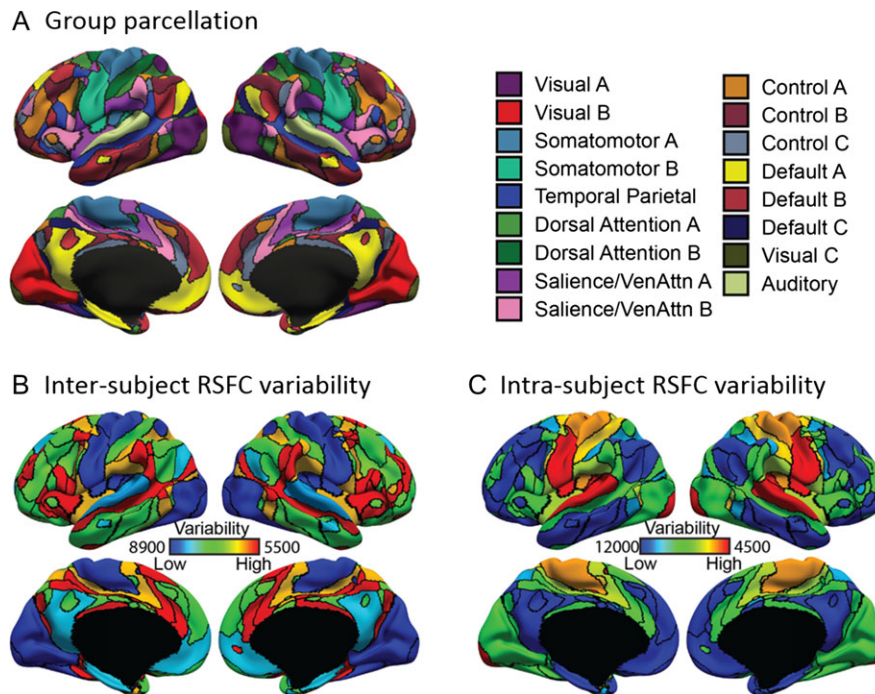 A Group parcellation
Visual A
Visual B
Somatomotor A
Somatomotor B
Temporal Parietal
Dorsal Attention A
Dorsal Attention B
Salience/VenAttn A
Salience/VenAttn B
Control A
Control B
Control C
Default A
Default B
Default C
Visual C
Auditory
B Inter-subject RSFC variability
Variability
8900 5500
Low High
C Intra-subject RSFC variability
Variability
12000 4500
Low High